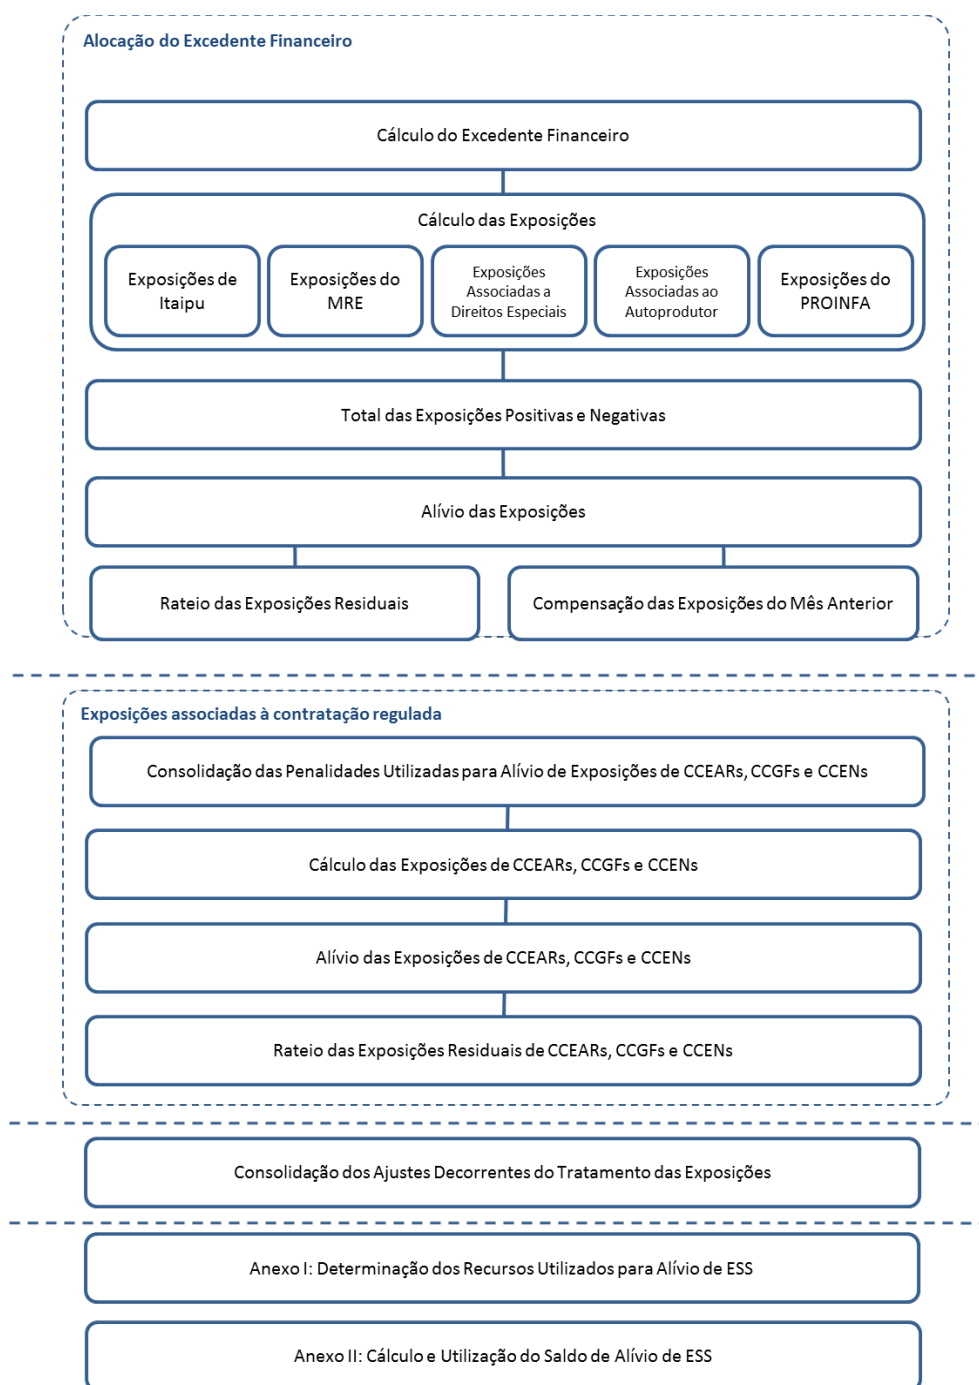 Alocação do Excedente Financeiro
Cálculo do Excedente Financeiro
Cálculo das Exposições
Exposições de
Itaipu
Exposições do
MRE
Exposições
Associadas a
Direitos Especiais
Exposições
Associadas ao
Autoprodutor
Exposições do
PROINFA
Total das Exposições Positivas e Negativas
Alívio das Exposições
Rateio das Exposições Residuais
Compensação das Exposições do Mês Anterior
Exposições associadas à contratação regulada
Consolidação das Penalidades Utilizadas para Alívio de Exposições de CCEARs, CCGFs e CCENs
Cálculo das Exposições de CCEARs, CCGFs e CCENs
Alívio das Exposições de CCEARs, CCGFs e CCENs
Rateio das Exposições Residuais de CCEARs, CCGFs e CCENs
Consolidação dos Ajustes Decorrentes do Tratamento das Exposições
Anexo I: Determinação dos Recursos Utilizados para Alívio de ESS
Anexo II: Cálculo e Utilização do Saldo de Alívio de ESS